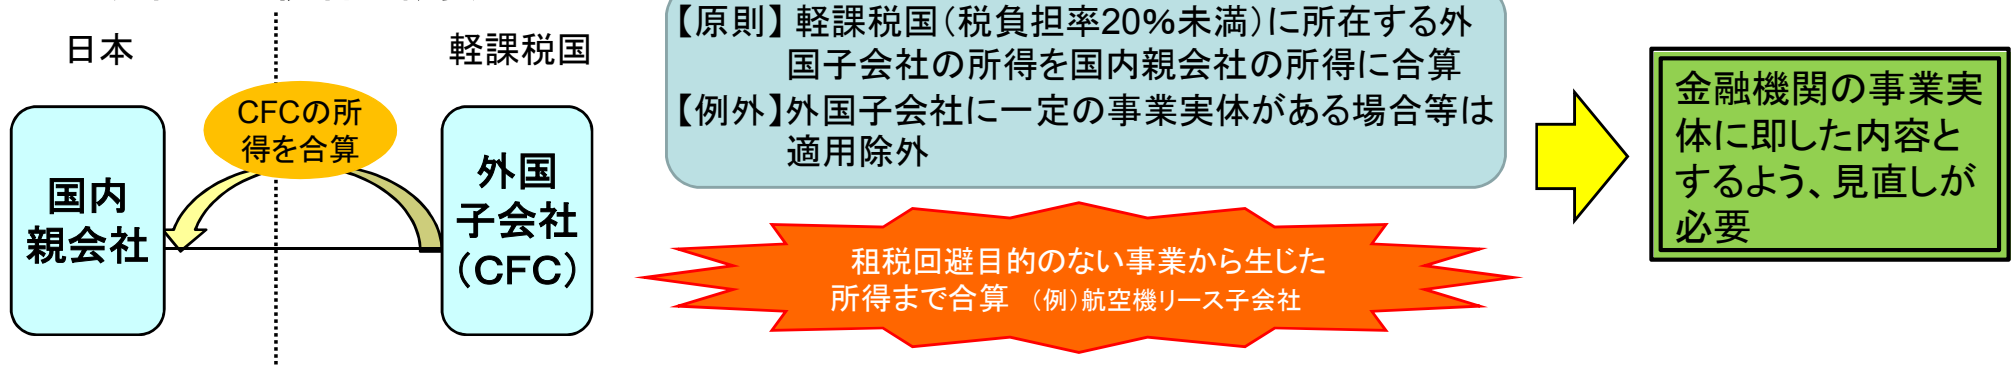 日本
軽課税国
CFCの所
得を合算
国内
親会社
外国
子会社
（CFC）
【原則】軽課税国（税負担率20%未満）に所在する外
国子会社の所得を国内親会社の所得に合算
【例外】外国子会社に一定の事業実体がある場合等は
適用除外
租税回避目的のない事業から生じた
所得まで合算　（例）航空機リース子会社
金融機関の事業実
体に即した内容と
するよう、見直しが
必要